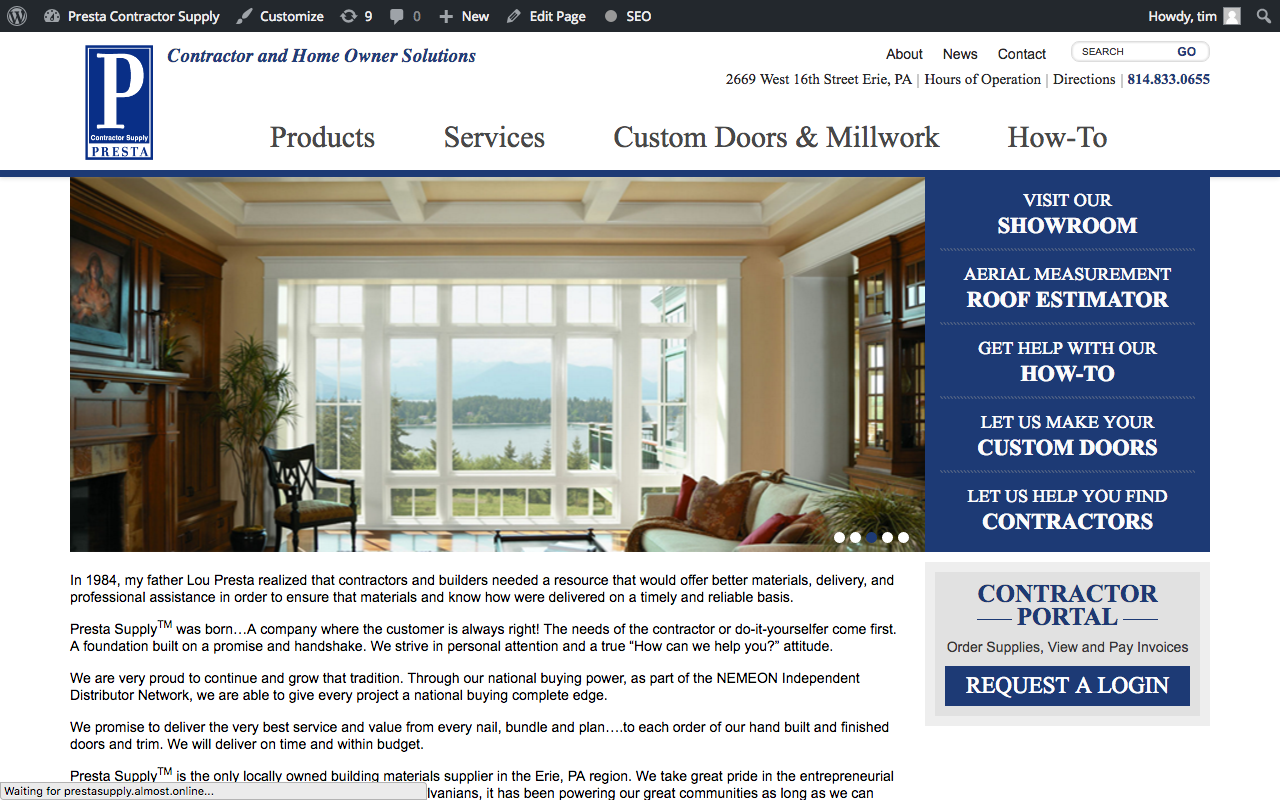 Presta Contractor Supply Customize 9 0 New Edit Page SEO Howdy, tim
P
Contractor Supply
PRESTA
Contractor and Home Owner Solutions
About News Contact SEARCH GO
2669 West 16th Street Erie, PA | Hours of Operation | Directions | 814.833.0655
Products Services Custom Doors & Millwork How-To
VISIT OUR
SHOWROOM
AERIAL MEASUREMENT
ROOF ESTIMATOR
GET HELP WITH OUR
HOW-TO
LET US MAKE YOUR
CUSTOM DOORS
LET US HELP YOU FIND
CONTRACTORS
In 1984, my father Lou Presta realized that contractors and builders needed a resource that would offer better materials, delivery, and
professional assistance in order to ensure that materials and know how were delivered on a timely and reliable basis.
Presta Supply™ was born…A company where the customer is always right! The needs of the contractor or do-it-yourselfer come first.
A foundation built on a promise and handshake. We strive in personal attention and a true “How can we help you?” attitude.
We are very proud to continue and grow that tradition. Through our national buying power, as part of the NEMEON Independent
Distributor Network, we are able to give every project a national buying complete edge.
We promise to deliver the very best service and value from every nail, bundle and plan….to each order of our hand built and finished
doors and trim. We will deliver on time and within budget.
Presta Supply™ is the only locally owned building materials supplier in the Erie, PA region. We take great pride in the entrepreneurial
lvanians, it has been powering our great communities as long as we can
CONTRACTOR
PORTAL
Order Supplies, View and Pay Invoices
REQUEST A LOGIN
Waiting for prestasupply.almost.online...